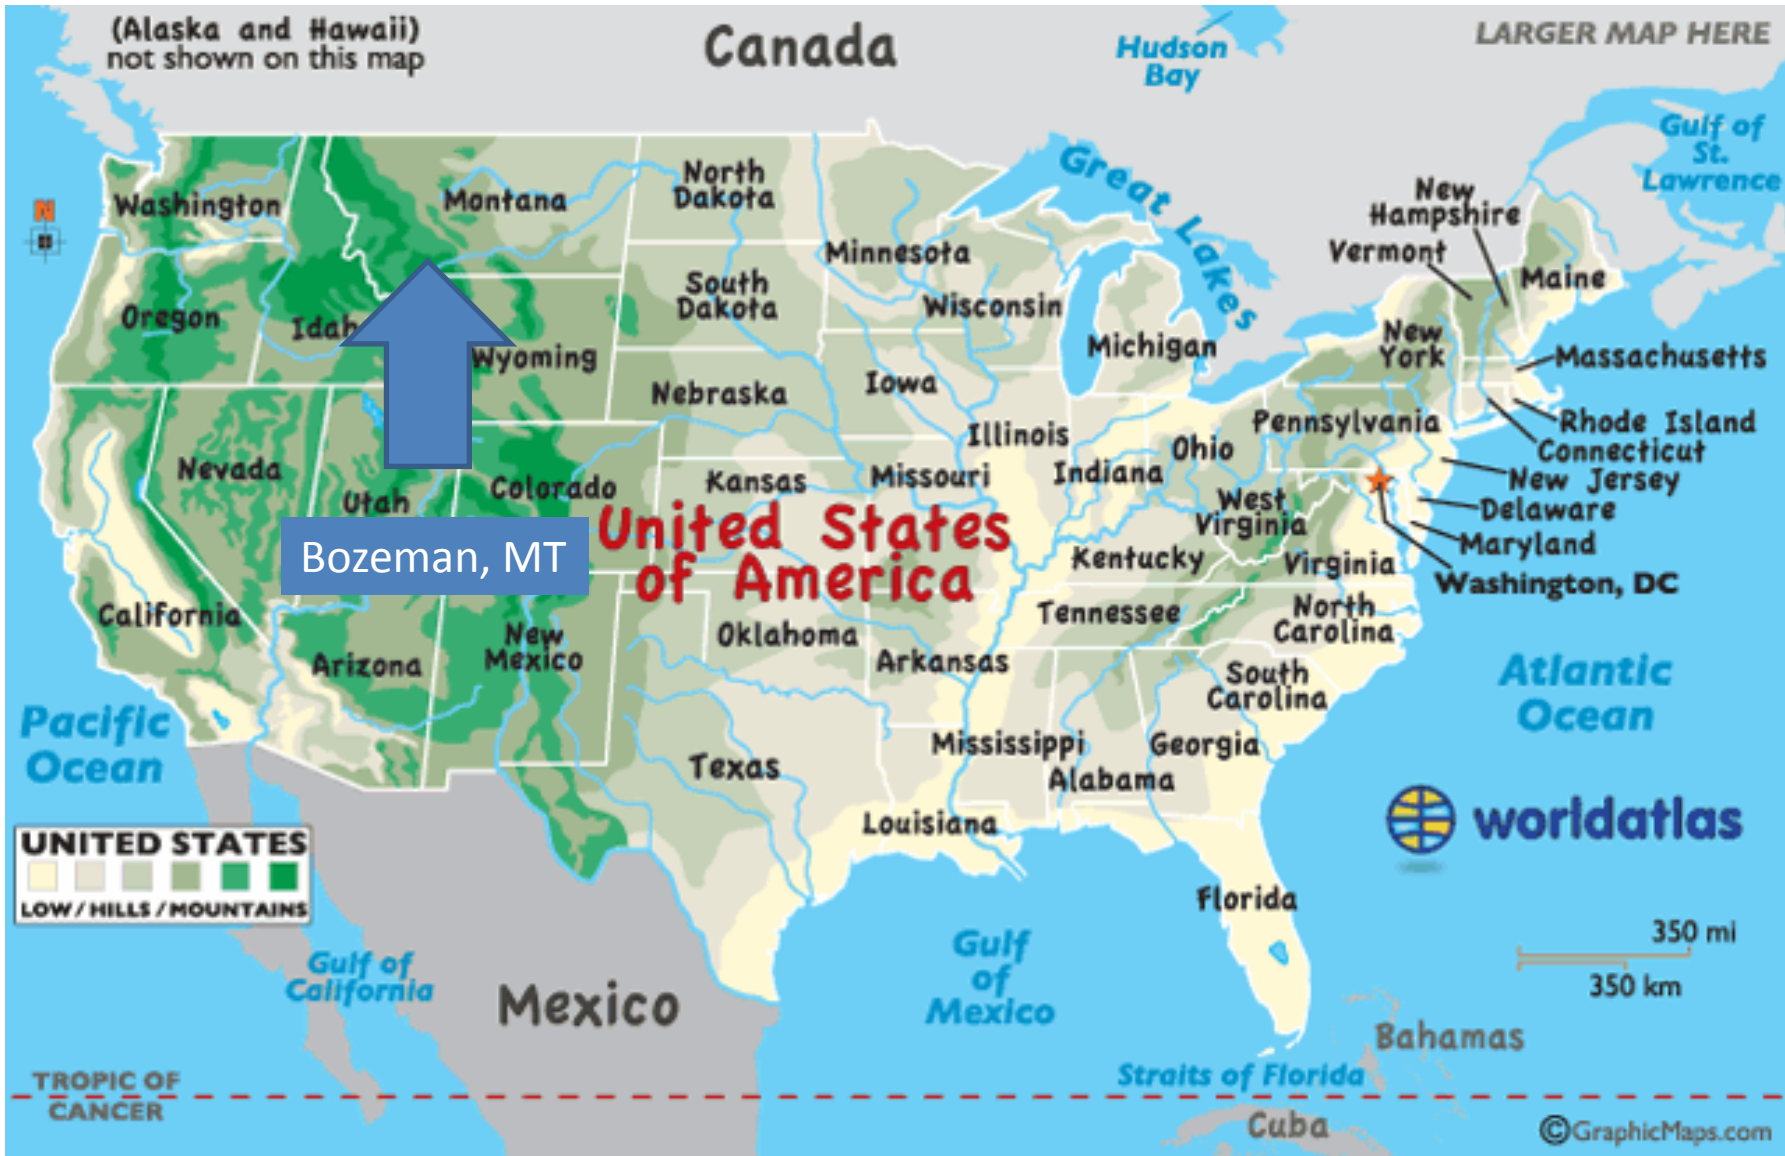 (Alaska and Hawaii)
not shown on this map
Canada
Hudson
Bay
LARGER MAP HERE
Gulf of
St.
Lawrence
Great Lakes
N
Washington
Montana
North
Dakota
Minnesota
New
Hampshire
Vermont
Maine
Oregon
Idah
Wyoming
South
Dakota
Wisconsin
Michigan
New
York
Massachusetts
Nebraska
Iowa
Rhode Island
Connecticut
Pennsylvania
Illinois
Indiana
Ohio
New Jersey
Nevada
Utah
Colorado
Kansas
Missouri
West
Virginia
Delaware
Maryland
Washington, DC
United States
of America
Bozeman, MT
Kentucky
Virginia
California
Tennessee
North
Carolina
Arizona
New
Mexico
Oklahoma
Arkansas
South
Carolina
Atlantic
Ocean
Pacific
Ocean
Texas
Mississippi
Alabama
Georgia
Louisiana
worldatlas
UNITED STATES
LOW/HILLS/MOUNTAINS
Florida
350 mi
350 km
Gulf of
California
Mexico
Gulf
of
Mexico
Bahamas
Straits of Florida
TROPIC OF
CANCER
Cuba
©GraphicMaps.com